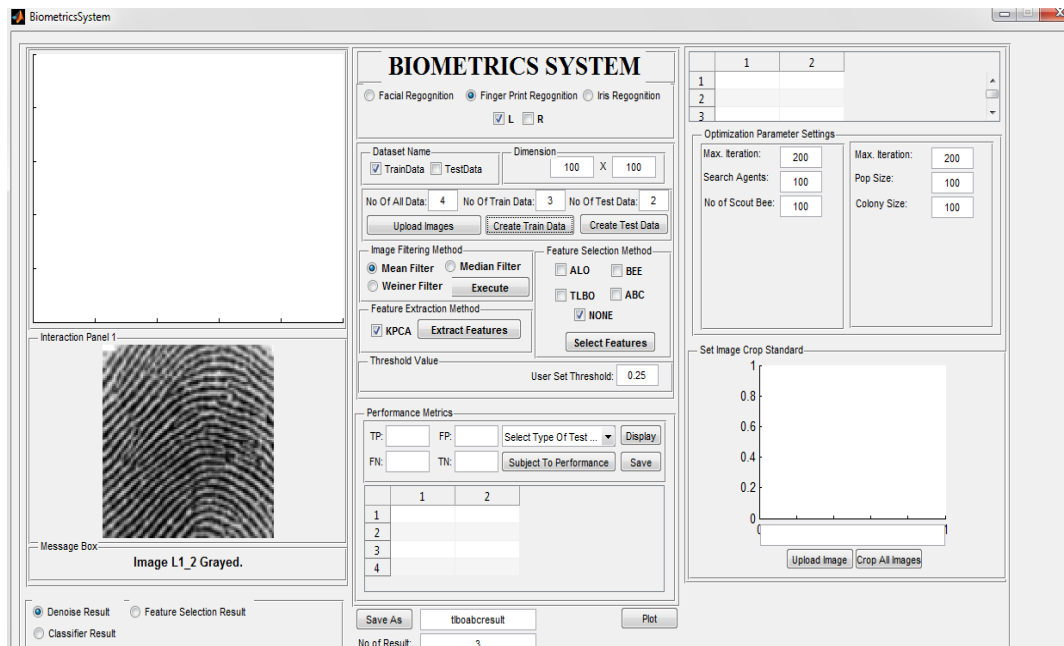 BiometricsSystem
BIOMETRICS SYSTEM
Facial Regognition Finger Print Regognition Iris Regognition
L R
Dataset Name
TrainData TestData
Dimension
100 X 100
No Of All Data: 4 No Of Train Data: 3 No Of Test Data: 2
Upload Images Create Train Data Create Test Data
Image Filtering Method
Mean Filter Median Filter
Weiner Filter Execute
Feature Extraction Method
KPCA Extract Features
Feature Selection Method
ALO BEE
TLBO ABC
NONE
Select Features
Threshold Value
User Set Threshold: 0.25
Performance Metrics
TP: FP: Select Type Of Test ... Display
FN: TN: Subject To Performance Save
1 2
1
2
3
4
Save As tlboabcresult Plot
No of Result: 3
Interaction Panel 1
Message Box
Image L1_2 Grayed.
Denoise Result Feature Selection Result
Classifier Result
1 2
1
2
3
Optimization Parameter Settings
Max. Iteration: 200
Search Agents: 100
No of Scout Bee: 100
Max. Iteration: 200
Pop Size: 100
Colony Size: 100
Set Image Crop Standard
1
0.8
0.6
0.4
0.2
0
0 1
Upload Image Crop All Images